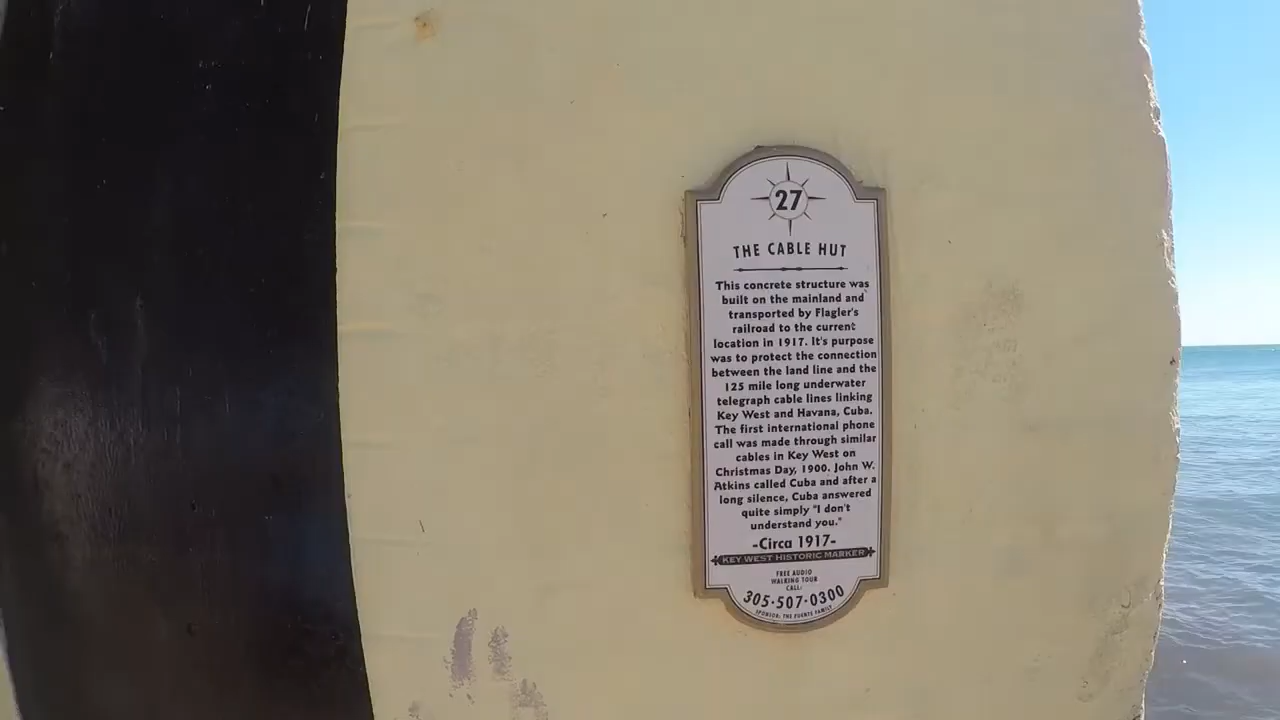 27
THE CABLE HUT
This concrete structure was
built on the mainland and
transported by Flagler's
railroad to the current
location in 1917. It's purpose
was to protect the connection
between the land line and the
125 mile long underwater
telegraph cable lines linking
Key West and Havana, Cuba.
The first international phone
call was made through similar
cables in Key West on
Christmas Day, 1900. John W.
Atkins called Cuba and after a
long silence, Cuba answered
quite simply "I don't
understand you."
-Circa 1917-
KEY WEST HISTORIC MARKER
FREE AUDIO
WALKING TOUR
CALL:
305·507·0300
SPONSOR: THE FUENTS FAMILY